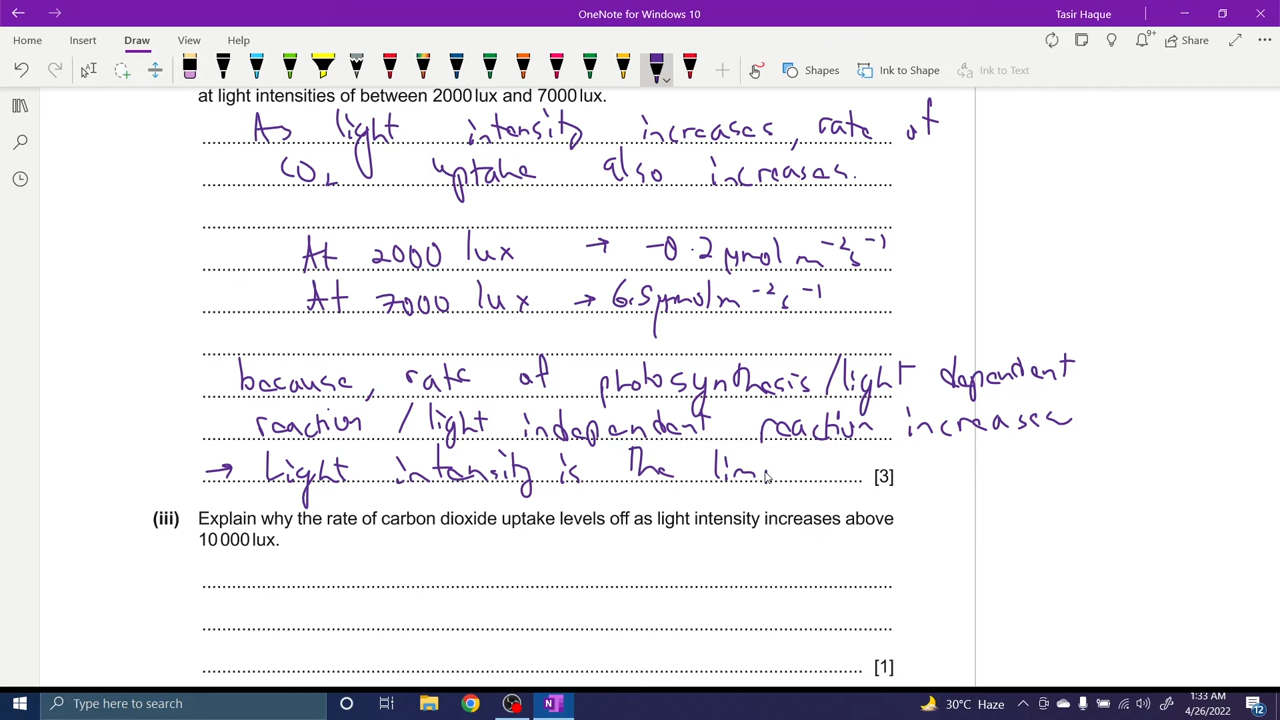 OneNote for Windows 10
Tasir Haque
Home Insert Draw View Help
Share
Shapes Ink to Shape Ink to Text
at light intensities of between 2000 lux and 7000 lux.
As light intensity increases, rate of
CO2 uptake also increases.
At 2000 lux → -0.2 μmol m⁻²s⁻¹
At 7000 lux → 6.5 μmol m⁻²s⁻¹
because, rate of photosynthesis/light dependent
reaction / light independent reaction increases
→ Light intensity is the lim
[3]
(iii) Explain why the rate of carbon dioxide uptake levels off as light intensity increases above
10 000 lux.
[1]
Type here to search
30°C Haze
1:33 AM
4/26/2022
12